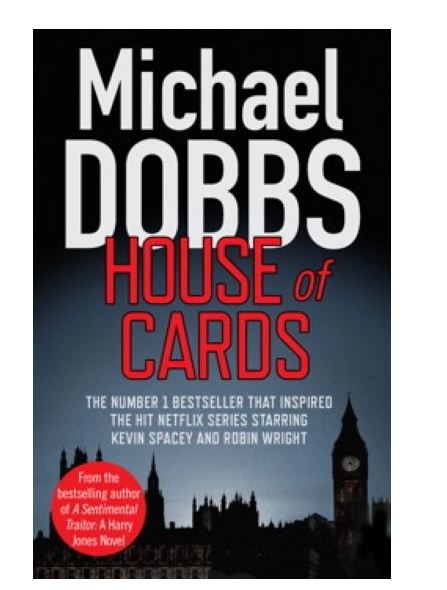 Michael
DOBBS
HOUSE of
CARDS
THE NUMBER 1 BESTSELLER THAT INSPIRED
THE HIT NETFLIX SERIES STARRING
KEVIN SPACEY AND ROBIN WRIGHT
From the
bestselling author
of A Sentimental
Traitor: A Harry
Jones Novel